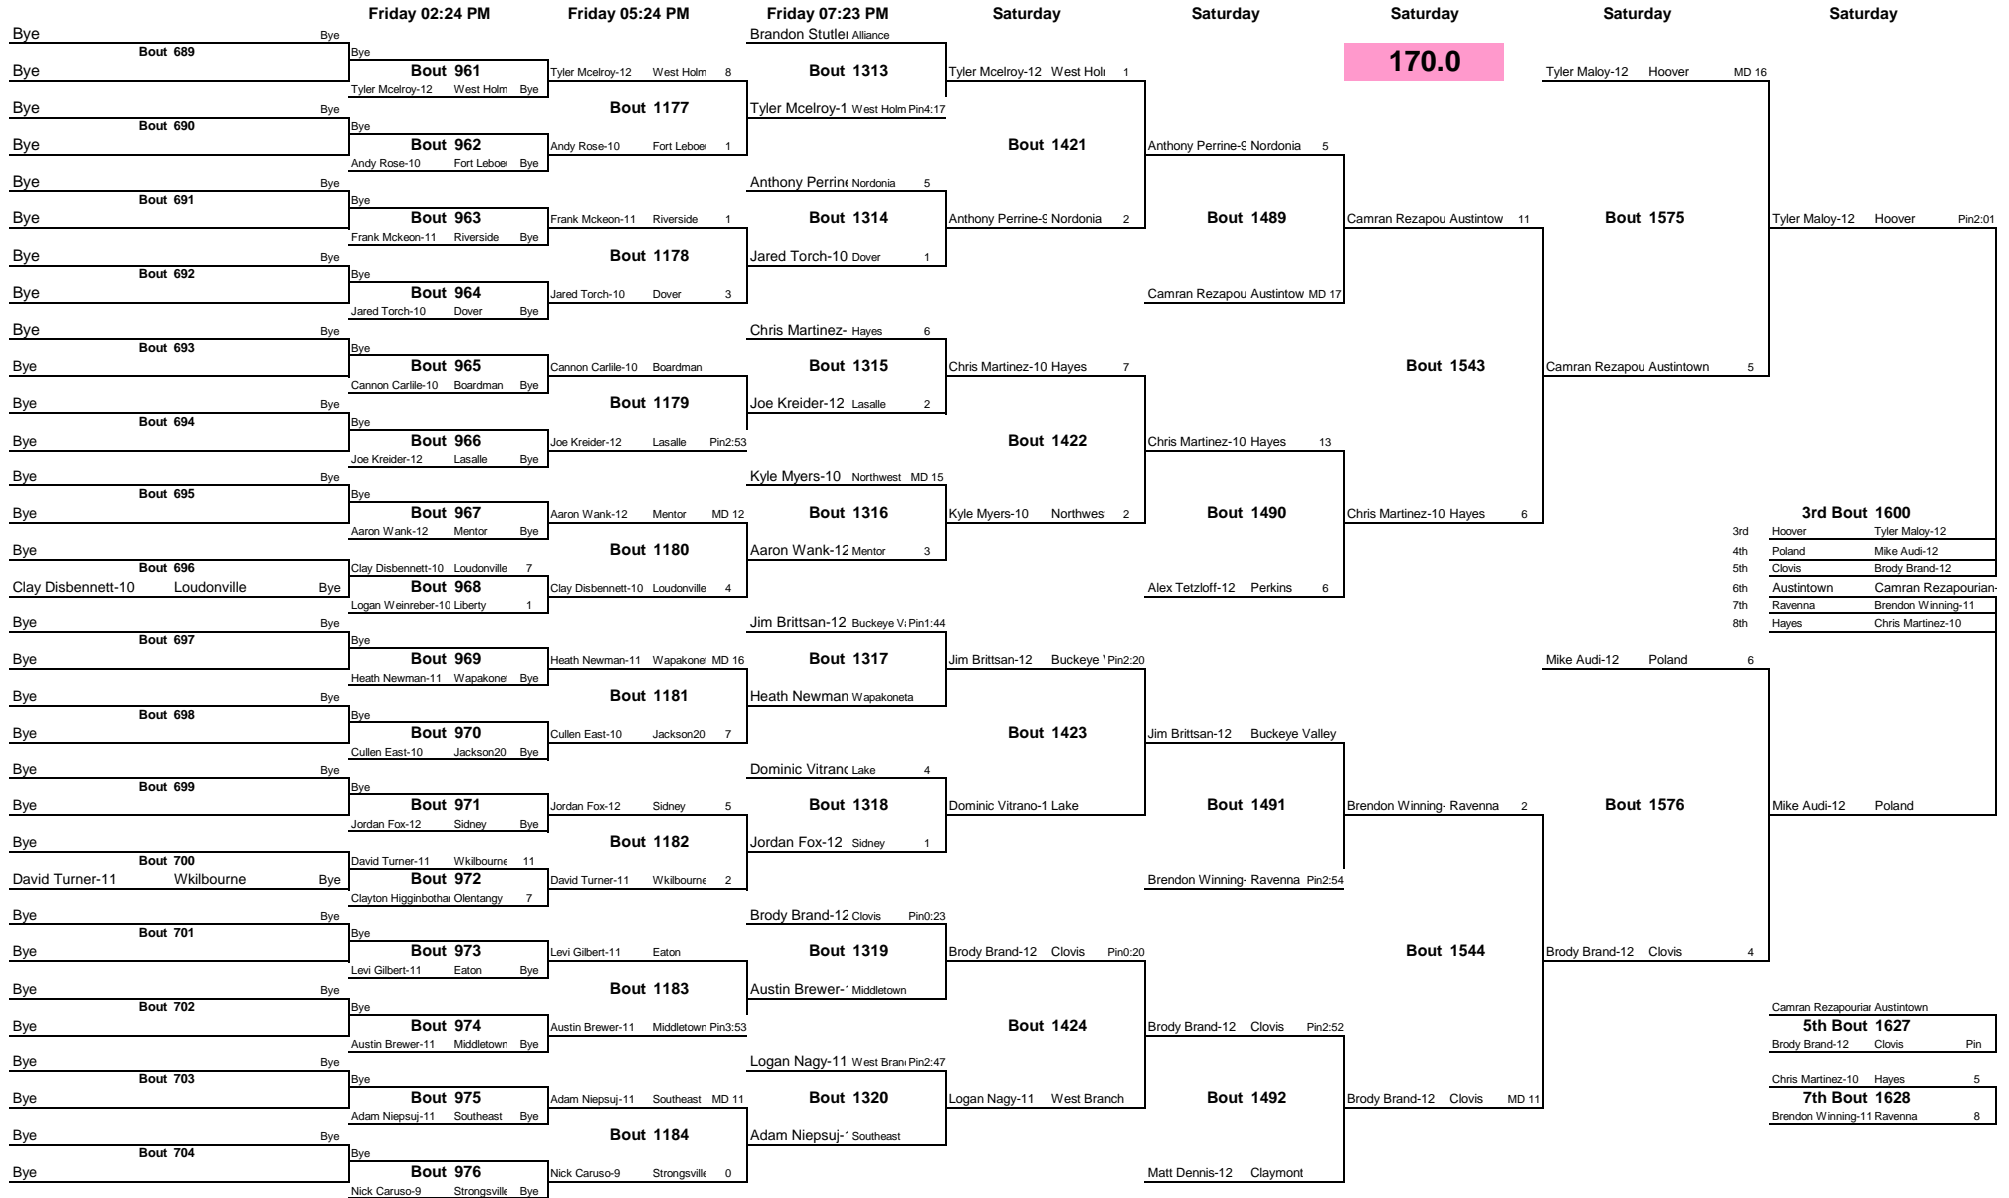 Friday 02:24 PM Friday 05:24 PM Friday 07:23 PM Saturday Saturday Saturday Saturday Saturday
170.0
Bye Bye
Bout 689
Bye
Bye Bye
Bout 690
Bye
Bye Bye
Bout 691
Bye
Bye Bye
Bout 692
Bye
Bye Bye
Bout 693
Bye
Bye Bye
Bout 694
Bye
Bye Bye
Bout 695
Bye
Bye
Bout 696
Clay Disbennett-10 Loudonville Bye
Bye Bye
Bout 697
Bye
Bye Bye
Bout 698
Bye
Bye Bye
Bout 699
Bye
Bye
Bout 700
David Turner-11 Wkilbourne Bye
Bye Bye
Bout 701
Bye
Bye Bye
Bout 702
Bye
Bye Bye
Bout 703
Bye
Bye Bye
Bout 704
Bye
Bye
Bout 961
Tyler Mcelroy-12 West Holm Bye
Bye
Bout 962
Andy Rose-10 Fort Leboe Bye
Bye
Bout 963
Frank Mckeon-11 Riverside Bye
Bye
Bout 964
Jared Torch-10 Dover Bye
Bye
Bout 965
Cannon Carlile-10 Boardman Bye
Bye
Bout 966
Joe Kreider-12 Lasalle Bye
Bye
Bout 967
Aaron Wank-12 Mentor Bye
Clay Disbennett-10 Loudonville 7
Bout 968
Logan Weinreber-10 Liberty 1
Bye
Bout 969
Heath Newman-11 Wapakone Bye
Bye
Bout 970
Cullen East-10 Jackson20 Bye
Bye
Bout 971
Jordan Fox-12 Sidney Bye
David Turner-11 Wkilbourne 11
Bout 972
Clayton Higginbotha Olentangy 7
Bye
Bout 973
Levi Gilbert-11 Eaton Bye
Bye
Bout 974
Austin Brewer-11 Middletown Bye
Bye
Bout 975
Adam Niepsuj-11 Southeast Bye
Bye
Bout 976
Nick Caruso-9 Strongsville Bye
Tyler Mcelroy-12 West Holm 8
Bout 1177
Andy Rose-10 Fort Leboe 1
Frank Mckeon-11 Riverside 1
Bout 1178
Jared Torch-10 Dover 3
Cannon Carlile-10 Boardman
Bout 1179
Joe Kreider-12 Lasalle Pin2:53
Aaron Wank-12 Mentor MD 12
Bout 1180
Clay Disbennett-10 Loudonville 4
Heath Newman-11 Wapakone MD 16
Bout 1181
Cullen East-10 Jackson20 7
Jordan Fox-12 Sidney 5
Bout 1182
David Turner-11 Wkilbourne 2
Levi Gilbert-11 Eaton
Bout 1183
Austin Brewer-11 Middletown Pin3:53
Adam Niepsuj-11 Southeast MD 11
Bout 1184
Nick Caruso-9 Strongsville 0
Brandon Stutler Alliance
Bout 1313
Tyler Mcelroy-1 West Holm Pin4:17
Anthony Perrine Nordonia 5
Bout 1314
Jared Torch-10 Dover 1
Chris Martinez- Hayes 6
Bout 1315
Joe Kreider-12 Lasalle 2
Kyle Myers-10 Northwest MD 15
Bout 1316
Aaron Wank-12 Mentor 3
Jim Brittsan-12 Buckeye Va Pin1:44
Bout 1317
Heath Newman Wapakoneta
Dominic Vitrano Lake 4
Bout 1318
Jordan Fox-12 Sidney 1
Brody Brand-12 Clovis Pin0:23
Bout 1319
Austin Brewer- Middletown
Logan Nagy-11 West Bran Pin2:47
Bout 1320
Adam Niepsuj- Southeast
Tyler Mcelroy-12 West Hol 1
Bout 1421
Anthony Perrine-9 Nordonia 2
Chris Martinez-10 Hayes 7
Bout 1422
Kyle Myers-10 Northwes 2
Jim Brittsan-12 Buckeye Pin2:20
Bout 1423
Dominic Vitrano-1 Lake
Brody Brand-12 Clovis Pin0:20
Bout 1424
Logan Nagy-11 West Branch
Anthony Perrine-9 Nordonia 5
Bout 1489
Camran Rezapou Austintow MD 17
Chris Martinez-10 Hayes 13
Bout 1490
Alex Tetzloff-12 Perkins 6
Jim Brittsan-12 Buckeye Valley
Bout 1491
Brendon Winning- Ravenna Pin2:54
Brody Brand-12 Clovis Pin2:52
Bout 1492
Matt Dennis-12 Claymont
Camran Rezapou Austintow 11
Bout 1543
Chris Martinez-10 Hayes 6
Brendon Winning- Ravenna 2
Bout 1544
Brody Brand-12 Clovis MD 11
Tyler Maloy-12 Hoover MD 16
Bout 1575
Camran Rezapou Austintown 5
Mike Audi-12 Poland 6
Bout 1576
Brody Brand-12 Clovis 4
Tyler Maloy-12 Hoover Pin2:01
3rd Bout 1600
3rd Hoover Tyler Maloy-12
4th Poland Mike Audi-12
5th Clovis Brody Brand-12
6th Austintown Camran Rezapourian-
7th Ravenna Brendon Winning-11
8th Hayes Chris Martinez-10
Mike Audi-12 Poland
Camran Rezapourian Austintown
5th Bout 1627
Brody Brand-12 Clovis Pin
Chris Martinez-10 Hayes 5
7th Bout 1628
Brendon Winning-11 Ravenna 8